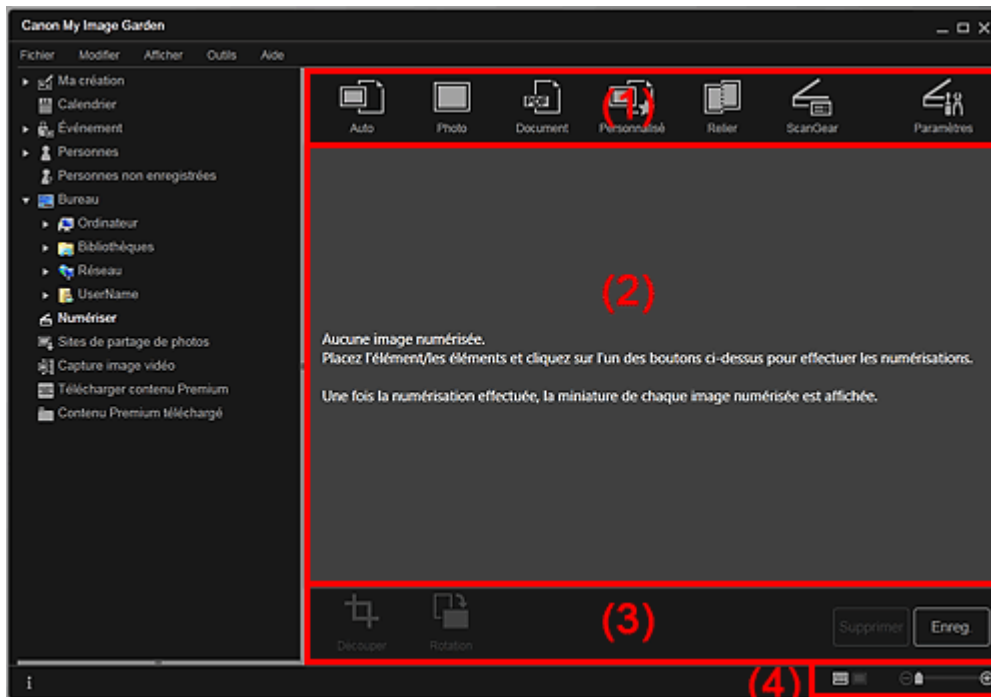 Canon My Image Garden
Fichier Modifier Afficher Outils Aide
Ma création
Calendrier
Événement
Personnes
Personnes non enregistrées
Bureau
Ordinateur
Bibliothèques
Réseau
UserName
Numériser
Sites de partage de photos
Capture image vidéo
Télécharger contenu Premium
Contenu Premium téléchargé
(1)
Auto Photo Document Personnalisé Relier ScanGear Paramètres
PDF
(2)
Aucune image numérisée.
Placez l'élément/les éléments et cliquez sur l'un des boutons ci-dessus pour effectuer les numérisations.
Une fois la numérisation effectuée, la miniature de chaque image numérisée est affichée.
(3)
Découper Rotation Supprimer Enreg.
(4)